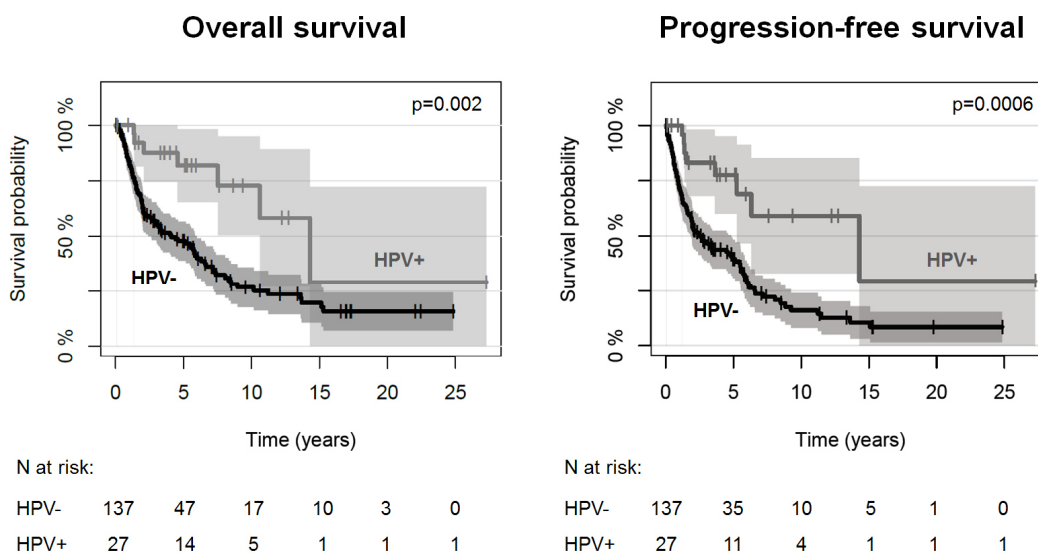 Overall survival
p=0.002
Survival probability
100 %
50 %
0 %
HPV+
HPV-
0 5 10 15 20 25
Time (years)
N at risk:
HPV- 137 47 17 10 3 0
HPV+ 27 14 5 1 1 1
Progression-free survival
p=0.0006
Survival probability
100 %
50 %
0 %
HPV+
HPV-
0 5 10 15 20 25
Time (years)
N at risk:
HPV- 137 35 10 5 1 0
HPV+ 27 11 4 1 1 1